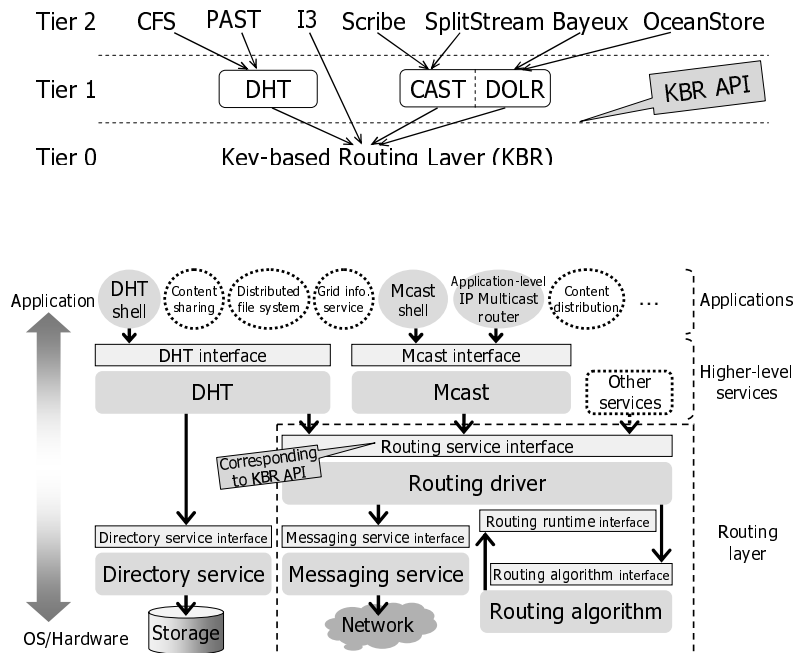 Tier 2 CFS PAST I3 Scribe SplitStream Bayeux OceanStore
Tier 1 DHT CAST DOLR KBR API
Tier 0 Key-based Routing Layer (KBR)
Application
DHT
shell
Content
sharing
Distributed
file system
Grid info.
service
Mcast
shell
Application-level
IP Multicast
router
Content
distribution
...
Applications
DHT interface
Mcast interface
DHT
Mcast
Other
services
Higher-level
services
Corresponding
to KBR API
Routing service interface
Routing driver
Routing runtime interface
Directory service interface
Messaging service interface
Routing
layer
Directory service
Messaging service
Routing algorithm interface
Routing algorithm
Storage
Network
OS/Hardware